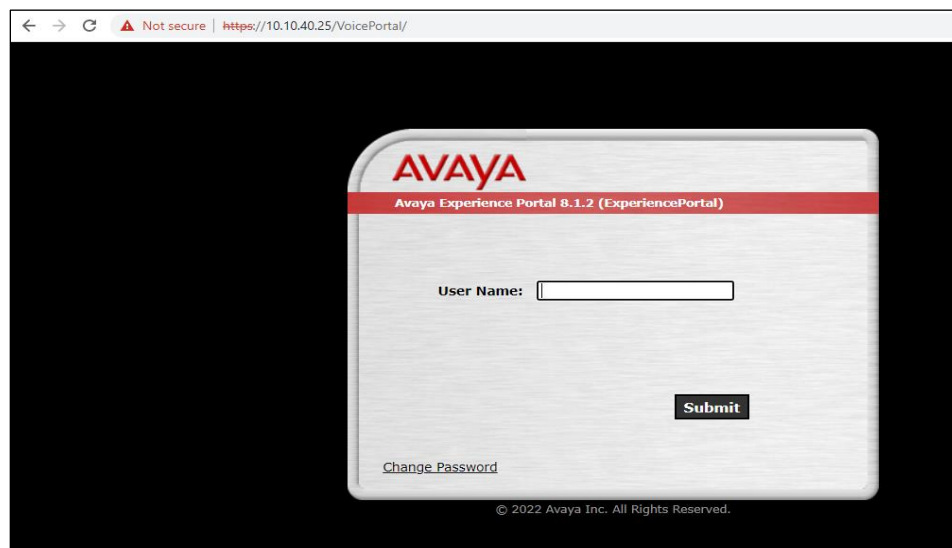 Not secure | https://10.10.40.25/VoicePortal/
AVAYA
Avaya Experience Portal 8.1.2 (ExperiencePortal)
User Name:
Submit
Change Password
© 2022 Avaya Inc. All Rights Reserved.